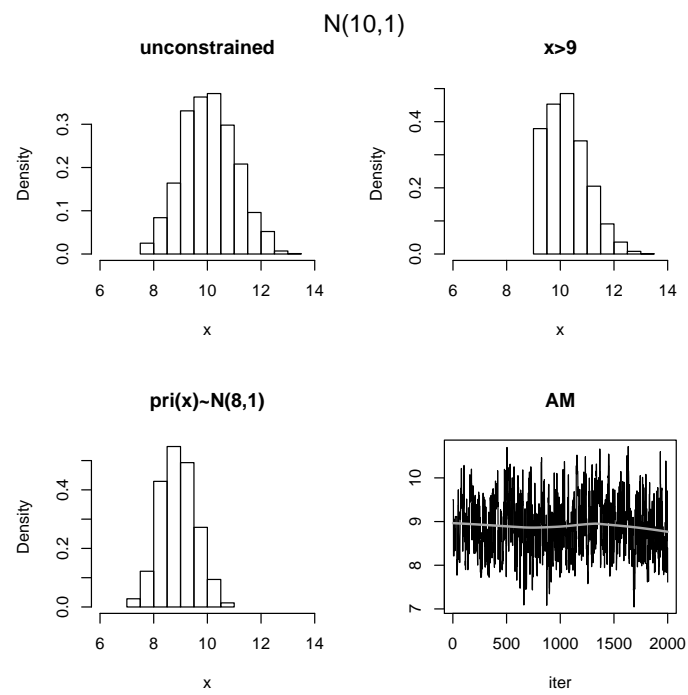 N(10,1)
unconstrained
x>9
Density
0.0 0.1 0.2 0.3
6 8 10 12 14
x
Density
0.0 0.2 0.4
6 8 10 12 14
x
pri(x)~N(8,1)
AM
Density
0.0 0.2 0.4
6 8 10 12 14
x
7 8 9 10
0 500 1000 1500 2000
iter